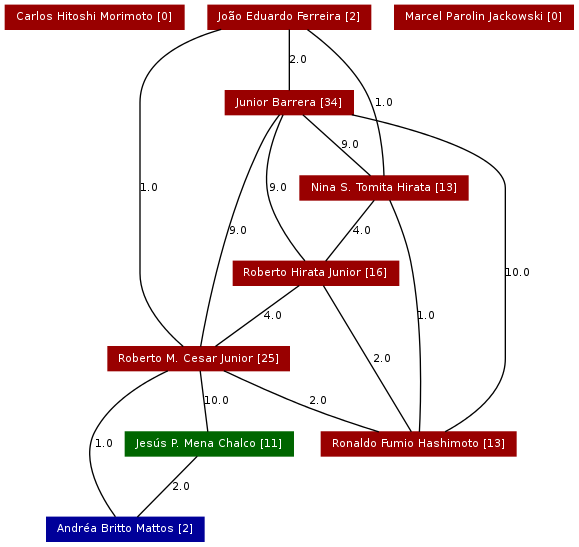 Carlos Hitoshi Morimoto [0]
João Eduardo Ferreira [2]
Marcel Parolin Jackowski [0]
2.0
Junior Barrera [34]
1.0
9.0
1.0
9.0
Nina S. Tomita Hirata [13]
9.0
4.0
Roberto Hirata Junior [16]
10.0
4.0
1.0
Roberto M. Cesar Junior [25]
2.0
10.0
2.0
1.0
Jesús P. Mena Chalco [11]
Ronaldo Fumio Hashimoto [13]
2.0
Andréa Britto Mattos [2]